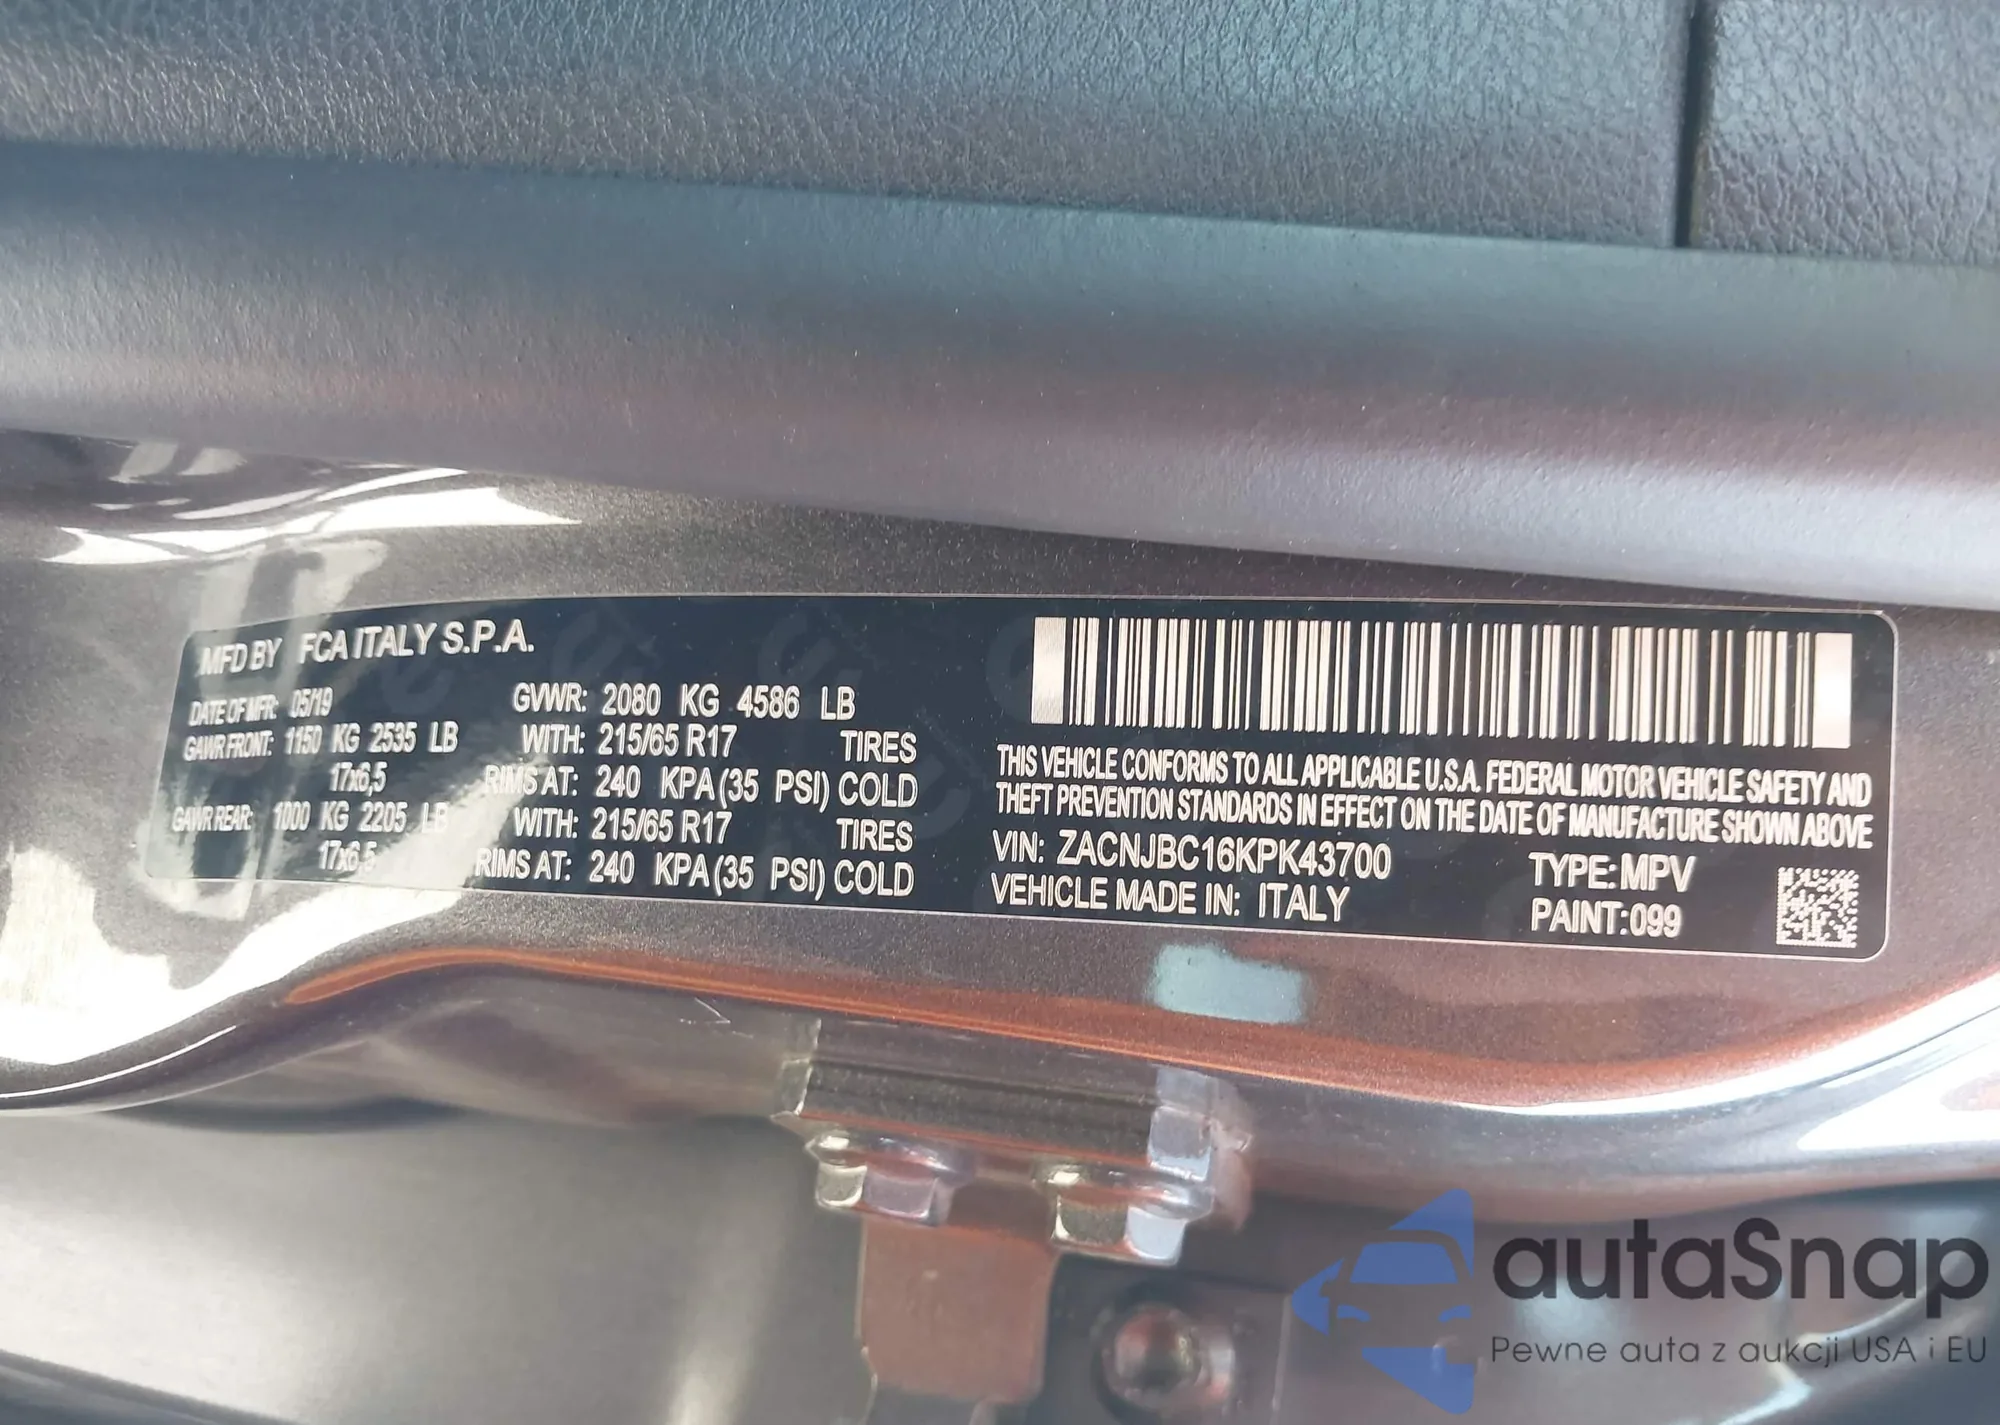 MFD BY FCA ITALY S.P.A.
DATE OF MFR: 05/19 GVWR: 2080 KG 4586 LB
GAWR FRONT: 1150 KG 2535 LB WITH: 215/65 R17 TIRES
17x6,5 RIMS AT: 240 KPA (35 PSI) COLD
GAWR REAR: 1000 KG 2205 LB WITH: 215/65 R17 TIRES
17x6,5 RIMS AT: 240 KPA (35 PSI) COLD
THIS VEHICLE CONFORMS TO ALL APPLICABLE U.S.A. FEDERAL MOTOR VEHICLE SAFETY AND
THEFT PREVENTION STANDARDS IN EFFECT ON THE DATE OF MANUFACTURE SHOWN ABOVE
VIN: ZACNJBC16KPK43700 TYPE: MPV
VEHICLE MADE IN: ITALY PAINT: 099
autaSnap
Pewne auta z aukcji USA i EU